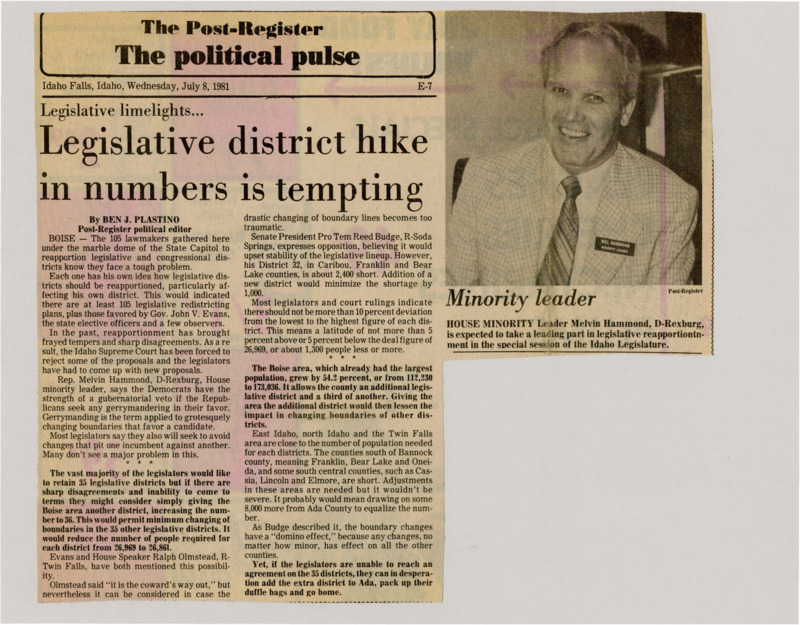 The Post-Register
The political pulse
Idaho Falls, Idaho, Wednesday, July 8, 1981 E-7
Legislative limelights...
Legislative district hike
in numbers is tempting
By BEN J. PLASTINO
Post-Register political editor
BOISE — The 105 lawmakers gathered here
under the marble dome of the State Capitol to
reapportion legislative and congressional dis-
tricts know they face a tough problem.
Each one has his own idea how legislative dis-
tricts should be reapportioned, particularly af-
fecting his own district. This would indicated
there are at least 105 legislative redistricting
plans, plus those favored by Gov. John V. Evans,
the state elective officers and a few observers.
In the past, reapportionment has brought
frayed tempers and sharp disagreements. As a re
sult, the Idaho Supreme Court has been forced to
reject some of the proposals and the legislators
have had to come up with new proposals.
Rep. Melvin Hammond, D-Rexburg, House
minority leader, says the Democrats have the
strength of a gubernatorial veto if the Repub-
licans seek any gerrymandering in their favor.
Gerrymanding is the term applied to grotesquely
changing boundaries that favor a candidate.
Most legislators say they also will seek to avoid
changes that pit one incumbent against another.
Many don't see a major problem in this.
* * *
The vast majority of the legislators would like
to retain 35 legislative districts but if there are
sharp disagreements and inability to come to
terms they might consider simply giving the
Boise area another district, increasing the num-
ber to 36. This would permit minimum changing of
boundaries in the 35 other legislative districts. It
would reduce the number of people required for
each district from 26,969 to 26,861.
Evans and House Speaker Ralph Olmstead, R-
Twin Falls, have both mentioned this possibil-
ity.
Olmstead said "it is the coward's way out," but
nevertheless it can be considered in case the
drastic changing of boundary lines becomes too
traumatic.
Senate President Pro Tem Reed Budge, R-Soda
Springs, expresses opposition, believing it would
upset stability of the legislative lineup. However,
his District 32, in Caribou, Franklin and Bear
Lake counties, is about 2,400 short. Addition of a
new district would minimize the shortage by
1,000.
Most legislators and court rulings indicate
there should not be more than 10 percent deviation
from the lowest to the highest figure of each dis-
trict. This means a latitude of not more than 5
percent above or 5 percent below the deal figure of
26,969, or about 1,300 people less or more.
* * * *
The Boise area, which already had the largest
population, grew by 54.2 percent, or from 112,230
to 173,036. It allows the county an additional legis-
lative district and a third of another. Giving the
area the additional district would then lessen the
impact in changing boundaries of other dis-
tricts.
East Idaho, north Idaho and the Twin Falls
area are close to the number of population needed
for each districts. The counties south of Bannock
county, meaning Franklin, Bear Lake and Onei-
da, and some south central counties, such as Cas-
sia, Lincoln and Elmore, are short. Adjustments
in these areas are needed but it wouldn't be
severe. It probably would mean drawing on some
8,000 more from Ada County to equalize the num-
ber.
As Budge described it, the boundary changes
have a "domino effect," because any changes, no
matter how minor, has effect on all the other
counties.
Yet, if the legislators are unable to reach an
agreement on the 35 districts, they can in despera-
tion add the extra district to Ada, pack up their
duffle bags and go home.
MEL HAMMOND
MINORITY LEADER
Post-Register
Minority leader
HOUSE MINORITY Leader Melvin Hammond, D-Rexburg,
is expected to take a leading part in legislative reapportiontn-
ment in the special session of the Idaho Legislature.